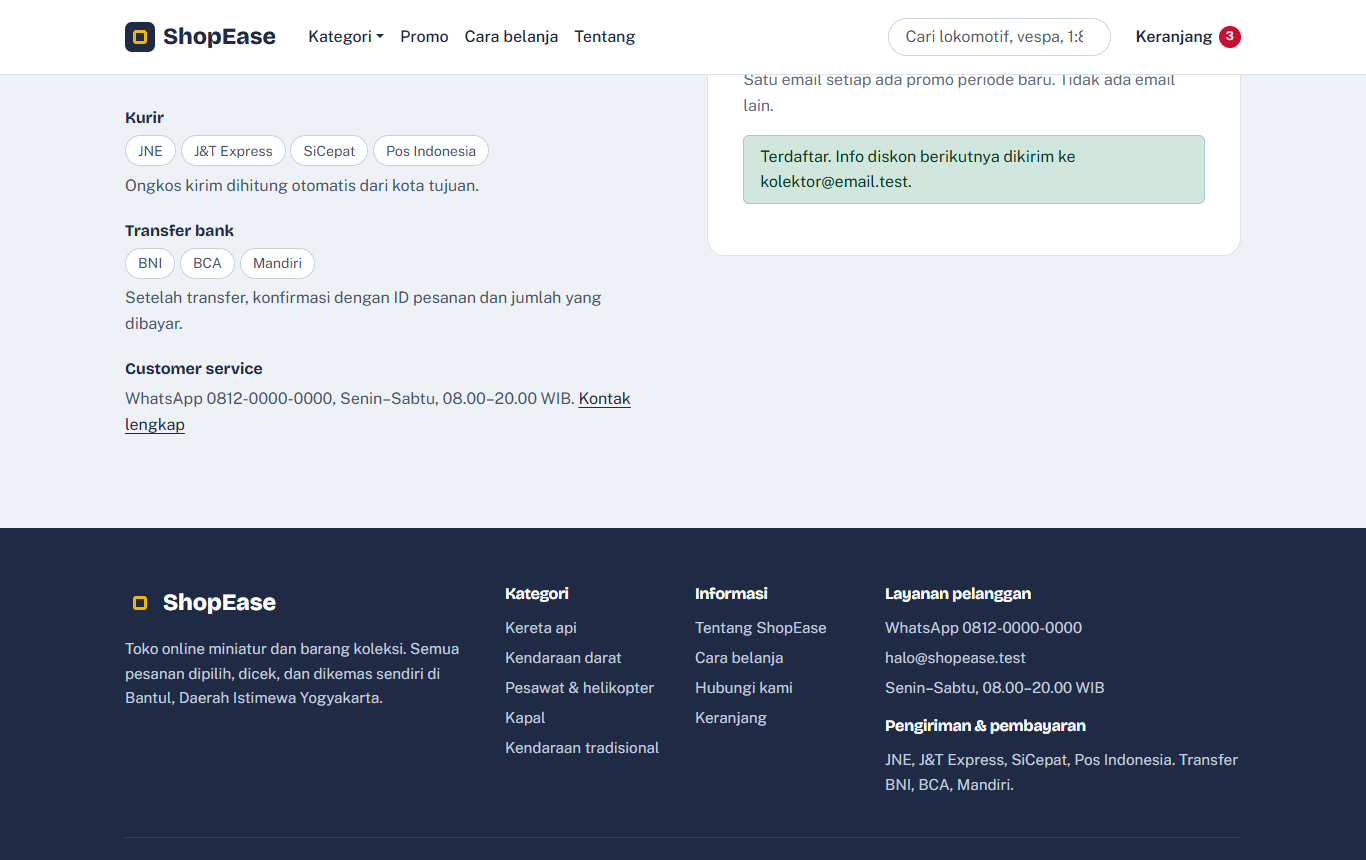 ShopEase
Kategori
Promo
Cara belanja
Tentang
Cari lokomotif, vespa, 1:8
Keranjang 3
Satu email setiap ada promo periode baru. Tidak ada email
lain.
Terdaftar. Info diskon berikutnya dikirim ke
kolektor@email.test.
Kurir
JNE
J&T Express
SiCepat
Pos Indonesia
Ongkos kirim dihitung otomatis dari kota tujuan.
Transfer bank
BNI
BCA
Mandiri
Setelah transfer, konfirmasi dengan ID pesanan dan jumlah yang
dibayar.
Customer service
WhatsApp 0812-0000-0000, Senin–Sabtu, 08.00–20.00 WIB. Kontak
lengkap
ShopEase
Toko online miniatur dan barang koleksi. Semua
pesanan dipilih, dicek, dan dikemas sendiri di
Bantul, Daerah Istimewa Yogyakarta.
Kategori
Kereta api
Kendaraan darat
Pesawat & helikopter
Kapal
Kendaraan tradisional
Informasi
Tentang ShopEase
Cara belanja
Hubungi kami
Keranjang
Layanan pelanggan
WhatsApp 0812-0000-0000
halo@shopease.test
Senin–Sabtu, 08.00–20.00 WIB
Pengiriman & pembayaran
JNE, J&T Express, SiCepat, Pos Indonesia. Transfer
BNI, BCA, Mandiri.